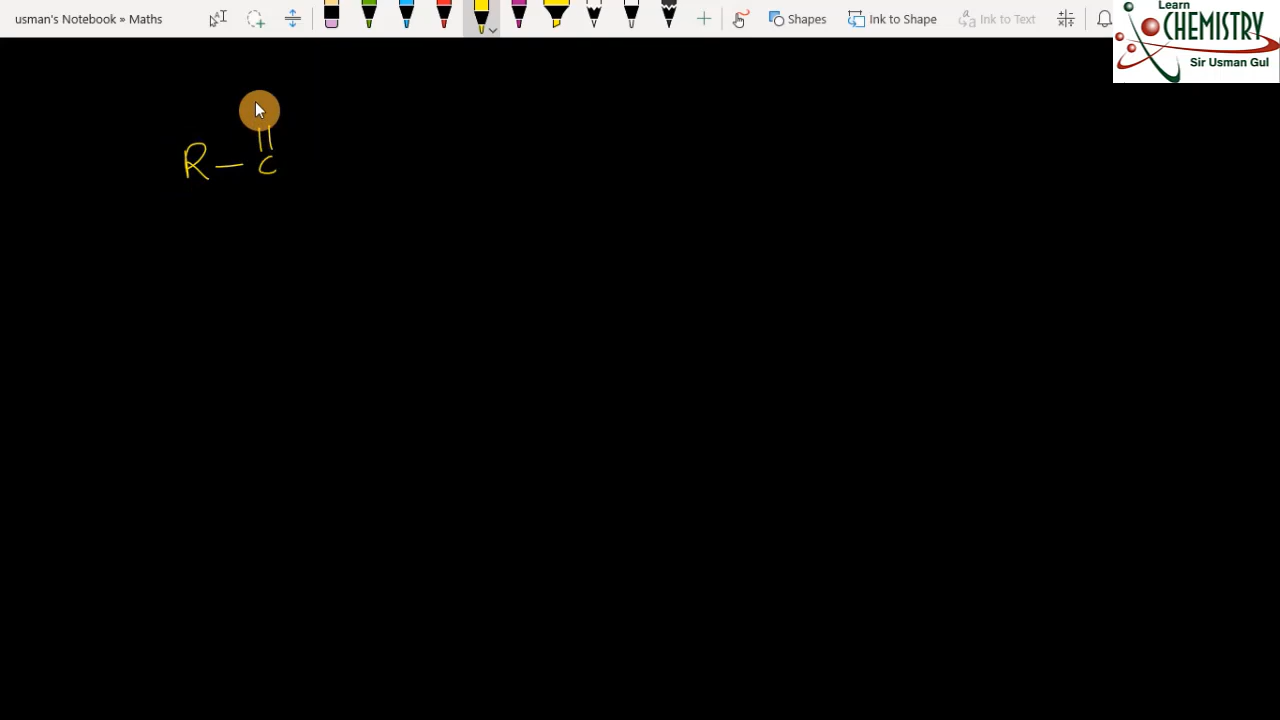 usman's Notebook » Maths
Shapes
Ink to Shape
Ink to Text
Learn
CHEMISTRY
Sir Usman Gul
R — C